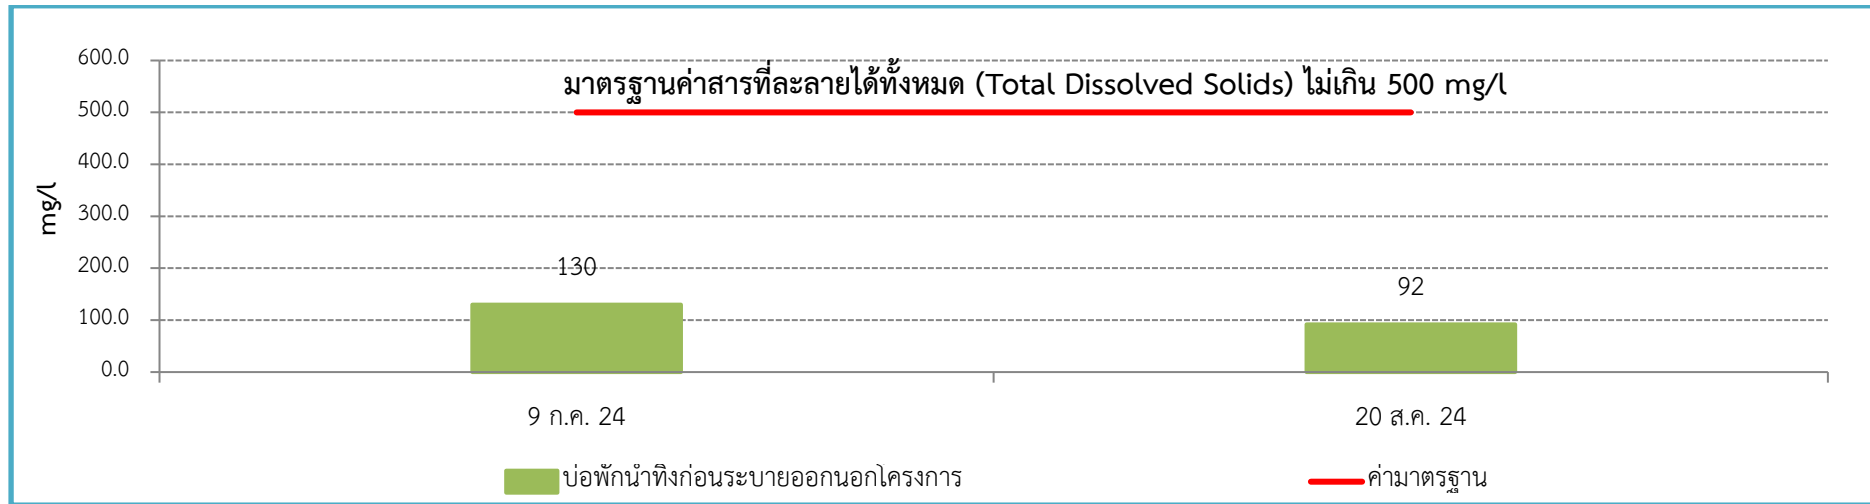 600.0
มาตรฐานค่าสารที่ละลายได้ทั้งหมด (Total Dissolved Solids) ไม่เกิน 500 mg/l
500.0
400.0
mg/l
300.0
200.0
130
92
100.0
0.0
9 ก.ค. 24
20 ส.ค. 24
บ่อพักน้ำทิ้งก่อนระบายออกนอกโครงการ
ค่ามาตรฐาน